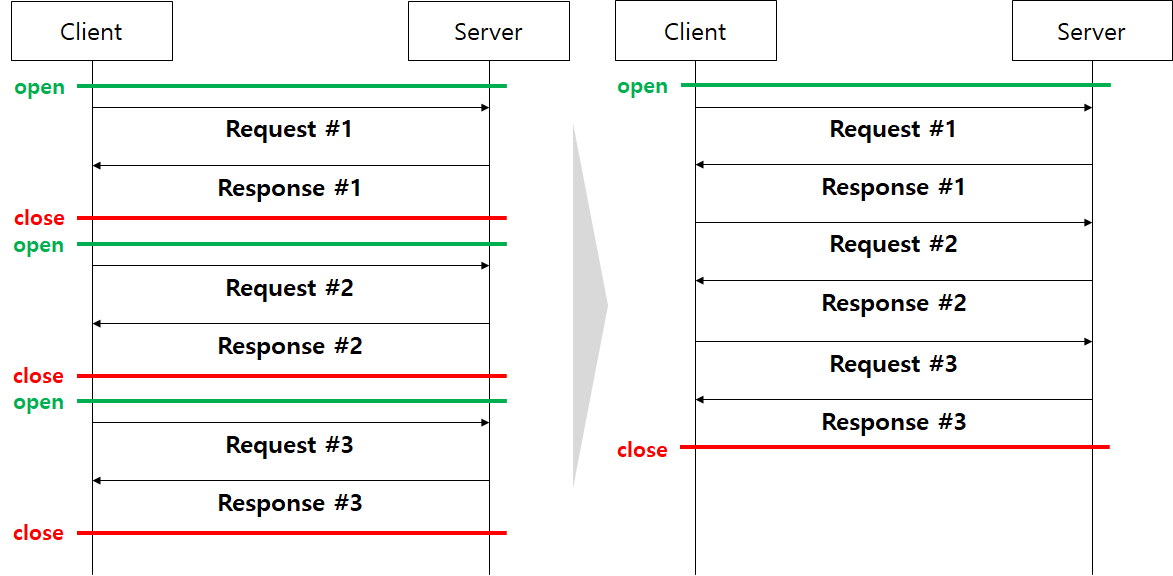 Client
Server
open
Request #1
Response #1
close
open
Request #2
Response #2
close
open
Request #3
Response #3
close
Client
Server
open
Request #1
Response #1
Request #2
Response #2
Request #3
Response #3
close